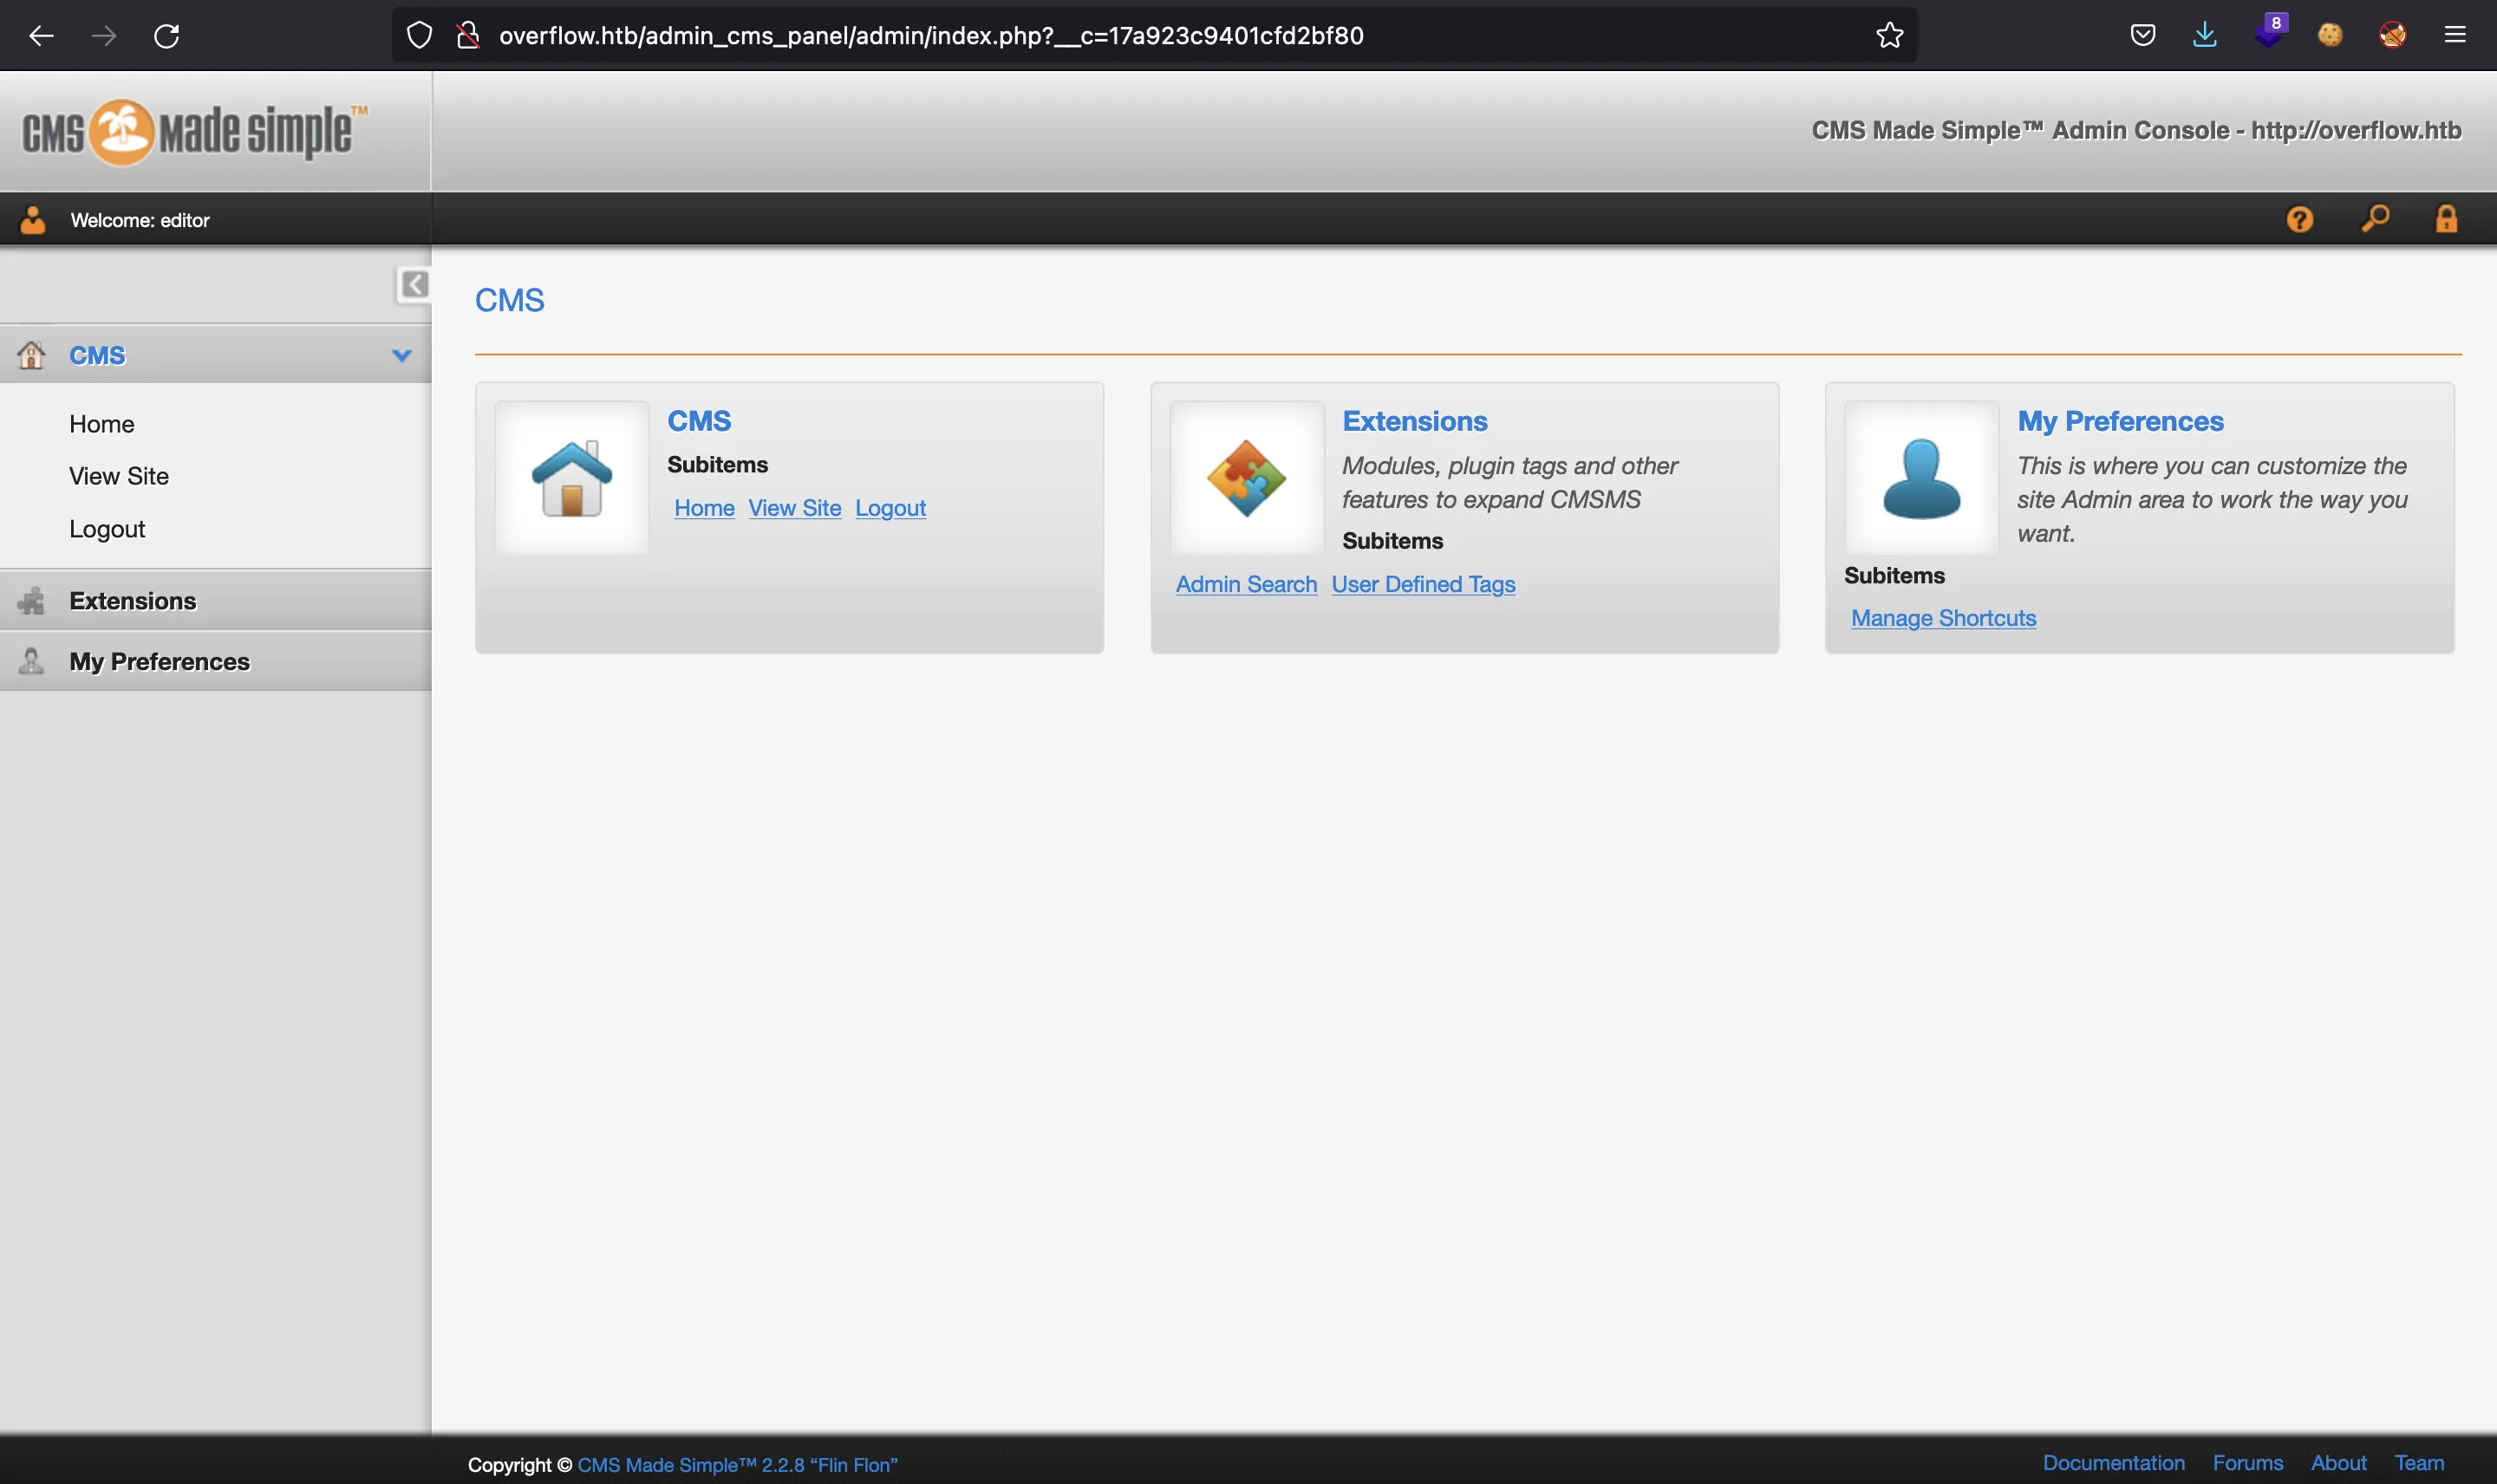 overflow.htb/admin_cms_panel/admin/index.php?__c=17a923c9401cfd2bf80
8
CMS Made Simple™
CMS Made Simple™ Admin Console - http://overflow.htb
Welcome: editor
CMS
Home
View Site
Logout
Extensions
My Preferences
CMS
CMS
Subitems
Home View Site Logout
Extensions
Modules, plugin tags and other
features to expand CMSMS
Subitems
Admin Search User Defined Tags
My Preferences
This is where you can customize the
site Admin area to work the way you
want.
Subitems
Manage Shortcuts
Copyright © CMS Made Simple™ 2.2.8 “Flin Flon”
Documentation Forums About Team